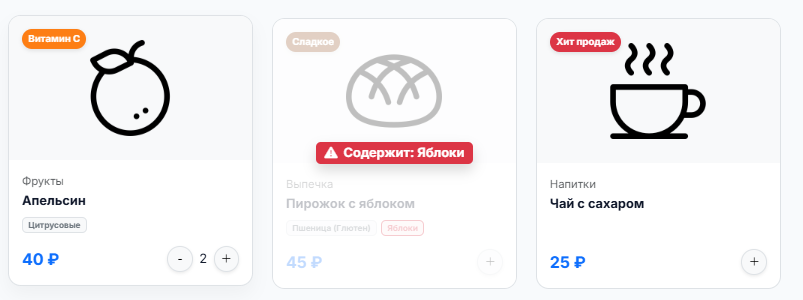 Витамин С
Фрукты
Апельсин
Цитрусовые
40 ₽
- 2 +
Сладкое
Содержит: Яблоки
Выпечка
Пирожок с яблоком
Пшеница (Глютен) Яблоки
45 ₽
+
Хит продаж
Напитки
Чай с сахаром
25 ₽
+